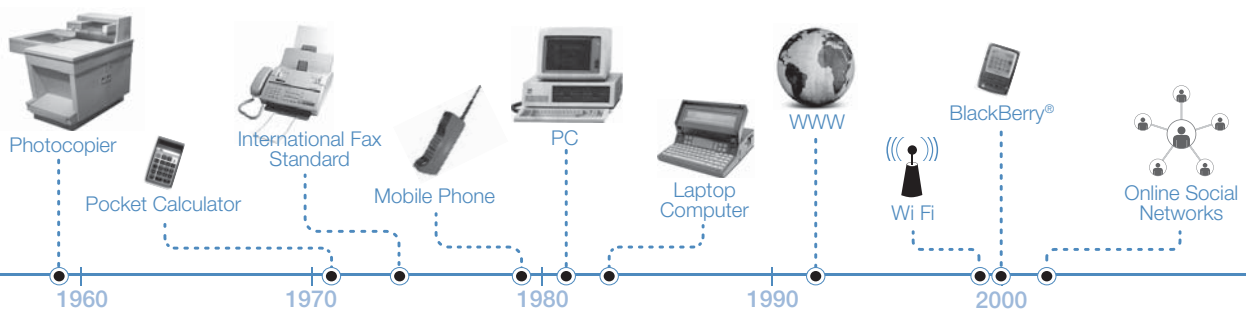 Photocopier
Pocket Calculator
International Fax
Standard
Mobile Phone
PC
Laptop
Computer
WWW
Wi Fi
BlackBerry®
Online Social
Networks
1960
1970
1980
1990
2000